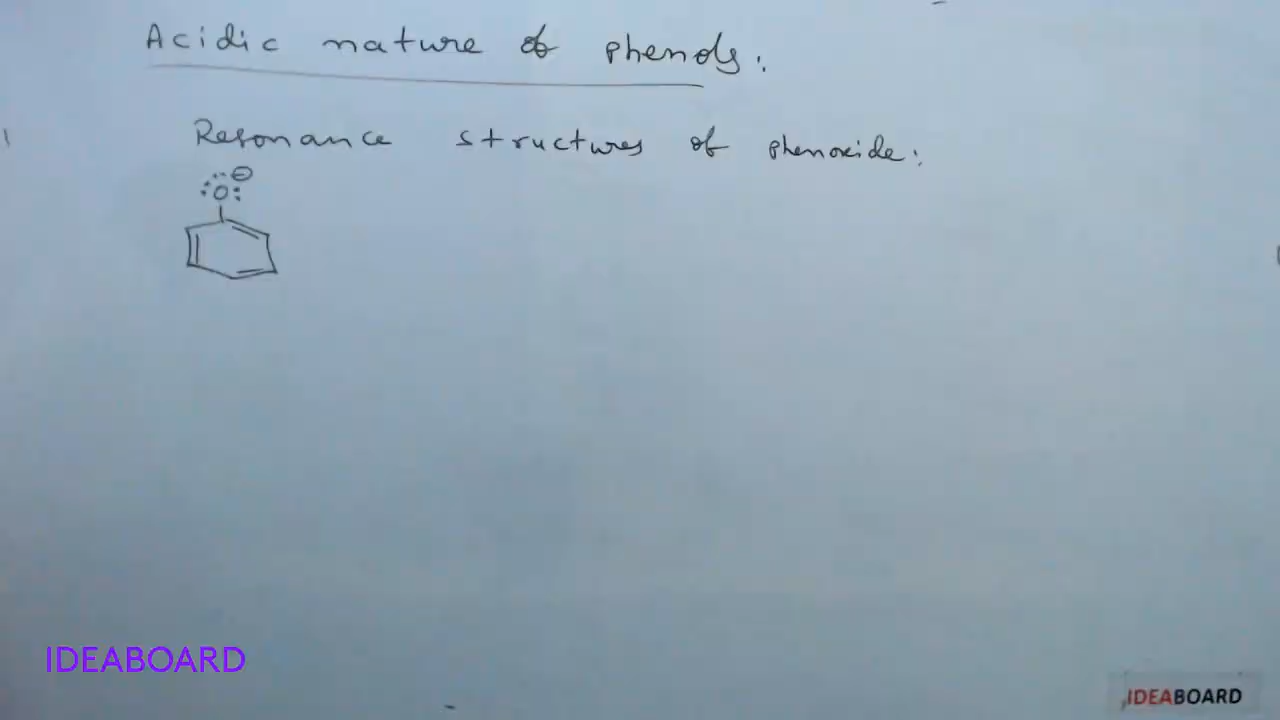 Acidic nature of phenols:
Resonance structures of phenoxide:
:Ö:⊖
IDEABOARD
IDEABOARD